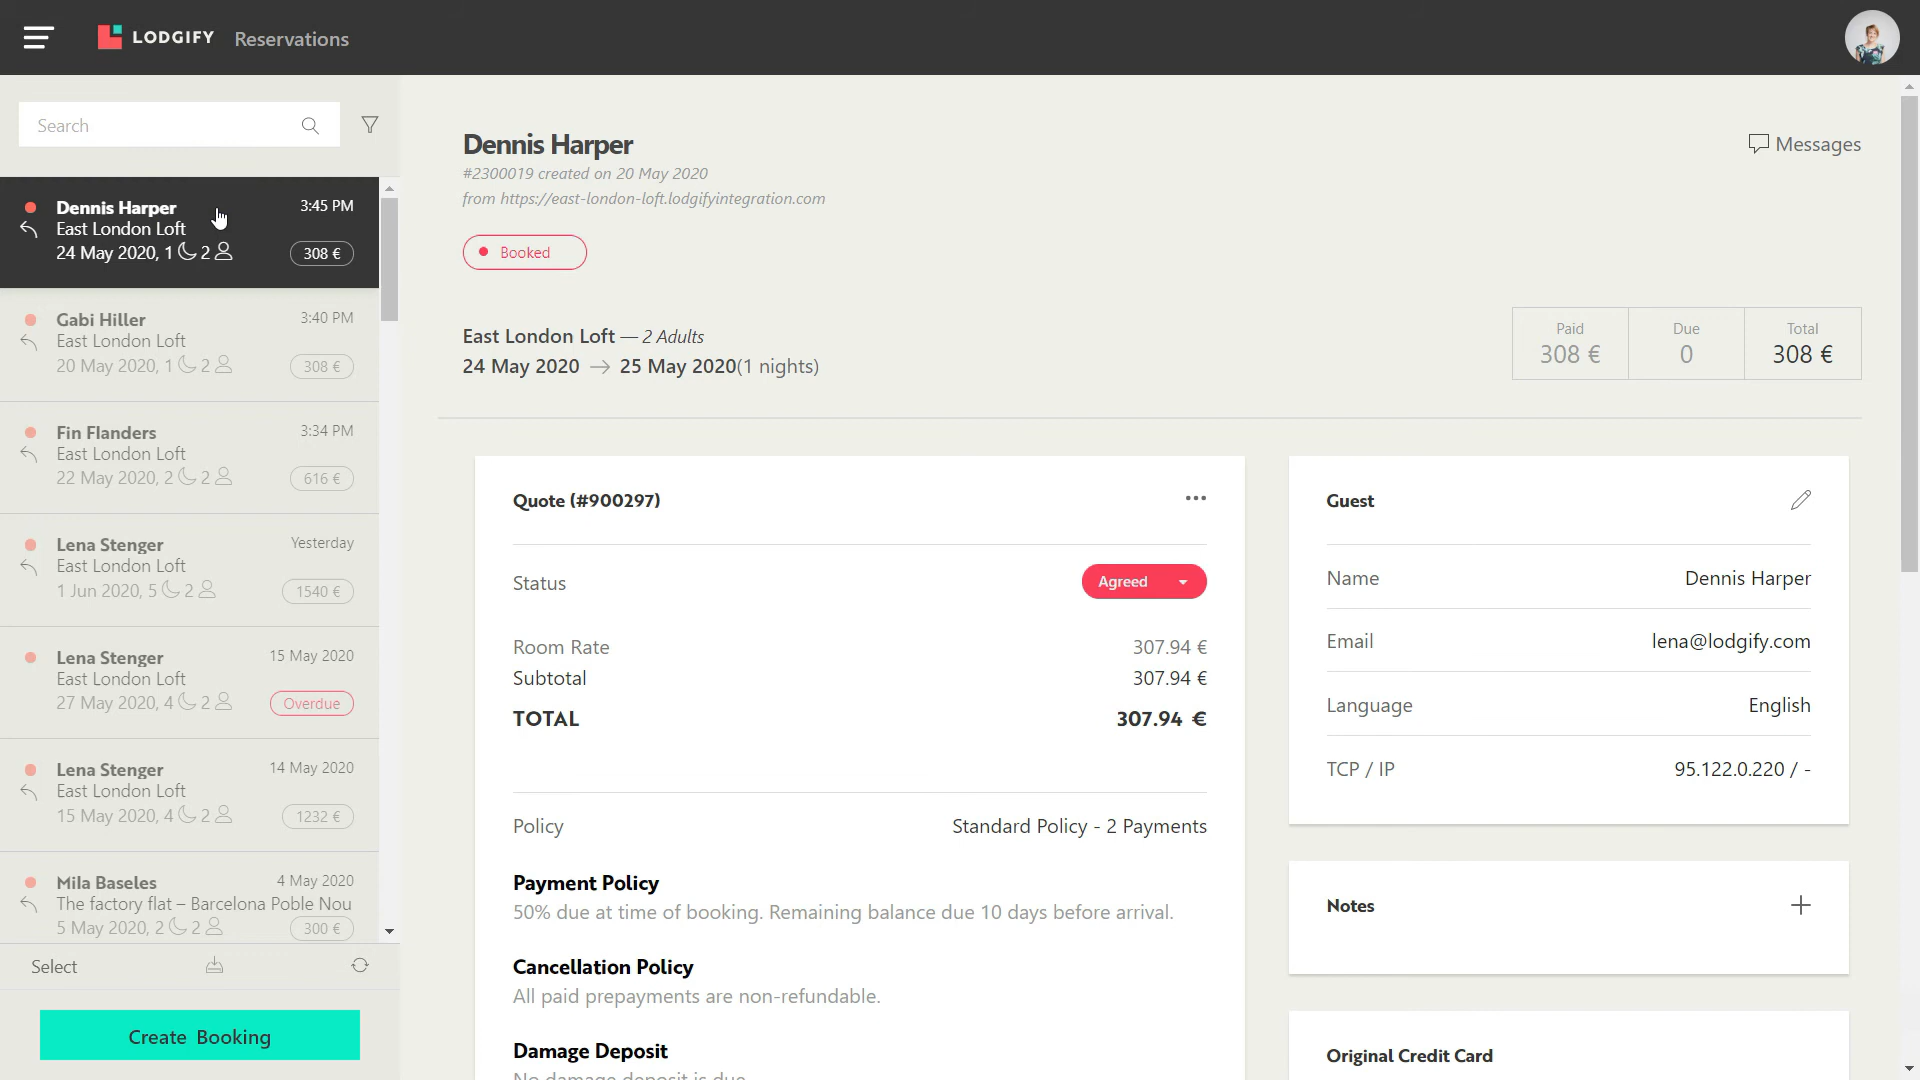 LODGIFY Reservations
Search
Dennis Harper 3:45 PM
East London Loft
24 May 2020, 1 2 308 €
Gabi Hiller 3:40 PM
East London Loft
20 May 2020, 1 2 308 €
Fin Flanders 3:34 PM
East London Loft
22 May 2020, 2 2 616 €
Lena Stenger Yesterday
East London Loft
1 Jun 2020, 5 2 1540 €
Lena Stenger 15 May 2020
East London Loft
27 May 2020, 4 2 Overdue
Lena Stenger 14 May 2020
East London Loft
15 May 2020, 4 2 1232 €
Mila Baseles 4 May 2020
The factory flat – Barcelona Poble Nou
5 May 2020, 2 2 300 €
Select
Create Booking
Dennis Harper
#2300019 created on 20 May 2020
from https://east-london-loft.lodgifyintegration.com
Messages
Booked
East London Loft — 2 Adults
24 May 2020 → 25 May 2020(1 nights)
Paid Due Total
308 € 0 308 €
Quote (#900297) •••
Status Agreed
Room Rate 307.94 €
Subtotal 307.94 €
TOTAL 307.94 €
Policy Standard Policy - 2 Payments
Payment Policy
50% due at time of booking. Remaining balance due 10 days before arrival.
Cancellation Policy
All paid prepayments are non-refundable.
Damage Deposit
No damage deposit is due
Guest
Name Dennis Harper
Email lena@lodgify.com
Language English
TCP / IP 95.122.0.220 / -
Notes
Original Credit Card